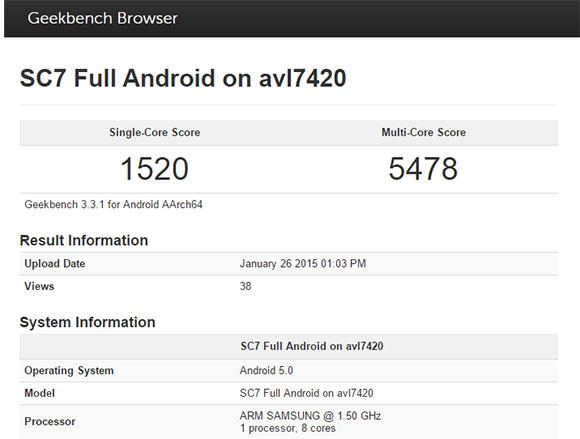 Geekbench Browser
SC7 Full Android on avl7420
Single-Core Score Multi-Core Score
1520 5478
Geekbench 3.3.1 for Android AArch64
Result Information
Upload Date January 26 2015 01:03 PM
Views 38
System Information
SC7 Full Android on avl7420
Operating System Android 5.0
Model SC7 Full Android on avl7420
Processor ARM SAMSUNG @ 1.50 GHz
1 processor, 8 cores